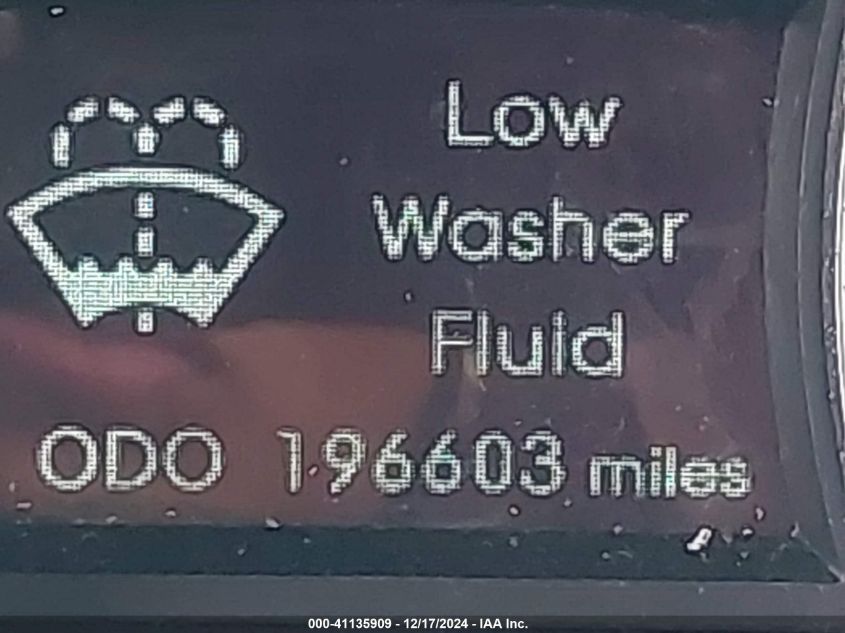 Low
Washer
Fluid
ODO 196603 miles
000-41135909 - 12/17/2024 - IAA Inc.